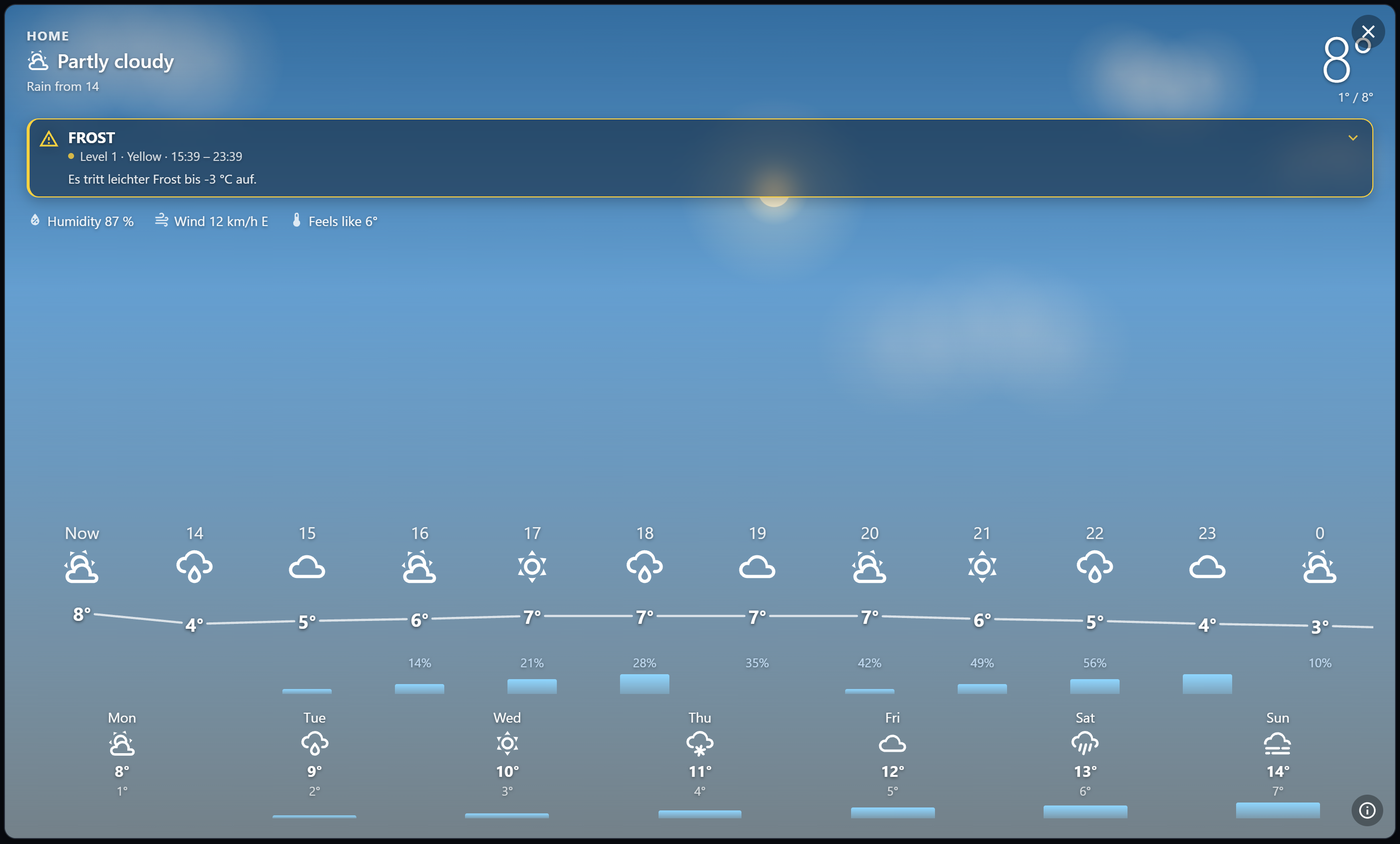 HOME
Partly cloudy
Rain from 14
8°
1° / 8°
FROST
Level 1 · Yellow · 15:39 – 23:39
Es tritt leichter Frost bis -3 °C auf.
Humidity 87 % Wind 12 km/h E Feels like 6°
Now 14 15 16 17 18 19 20 21 22 23 0
8° 4° 5° 6° 7° 7° 7° 7° 6° 5° 4° 3°
14% 21% 28% 35% 42% 49% 56% 10%
Mon Tue Wed Thu Fri Sat Sun
8° 9° 10° 11° 12° 13° 14°
1° 2° 3° 4° 5° 6° 7°